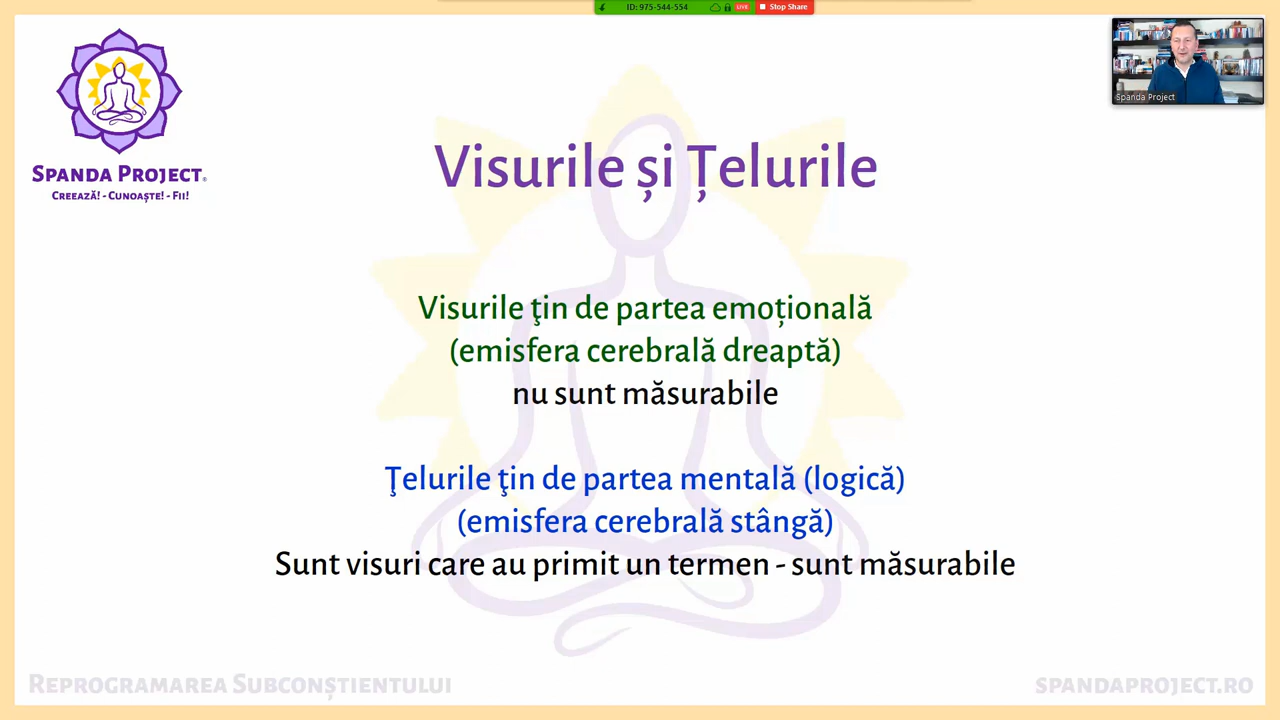 ID: 975-544-554
LIVE
Stop Share
Spanda Project
SPANDA PROJECT®
CREEAZĂ! - CUNOAȘTE! - FII!
Visurile și Țelurile
Visurile ţin de partea emoțională
(emisfera cerebrală dreaptă)
nu sunt măsurabile
Ţelurile ţin de partea mentală (logică)
(emisfera cerebrală stângă)
Sunt visuri care au primit un termen - sunt măsurabile
REPROGRAMAREA SUBCONȘTIENTULUI
SPANDAPROJECT.RO